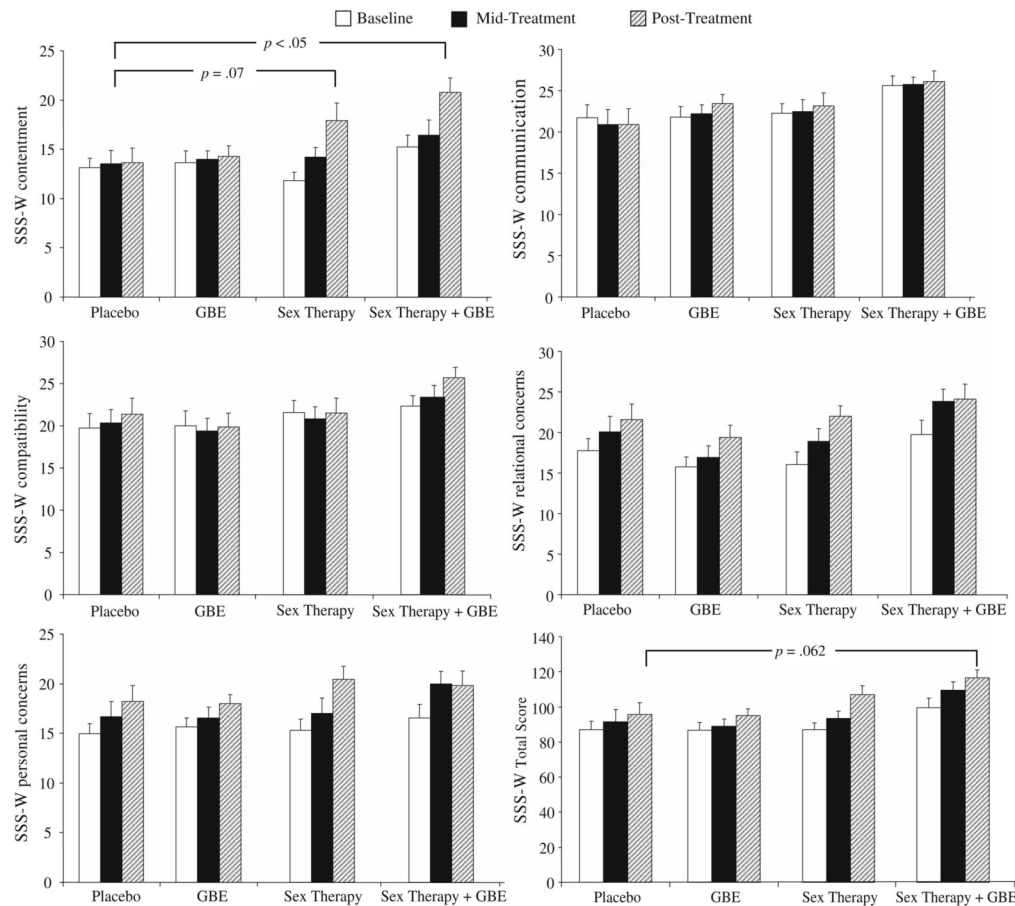 Baseline Mid-Treatment Post-Treatment
SSS-W contentment
25
20
15
10
5
0
p < .05
p = .07
Placebo GBE Sex Therapy Sex Therapy + GBE
SSS-W communication
30
25
20
15
10
5
0
Placebo GBE Sex Therapy Sex Therapy + GBE
SSS-W compatibility
30
25
20
15
10
5
0
Placebo GBE Sex Therapy Sex Therapy + GBE
SSS-W relational concerns
30
25
20
15
10
5
0
Placebo GBE Sex Therapy Sex Therapy + GBE
SSS-W personal concerns
25
20
15
10
5
0
Placebo GBE Sex Therapy Sex Therapy + GBE
SSS-W Total Score
140
120
100
80
60
40
20
0
p = .062
Placebo GBE Sex Therapy Sex Therapy + GBE